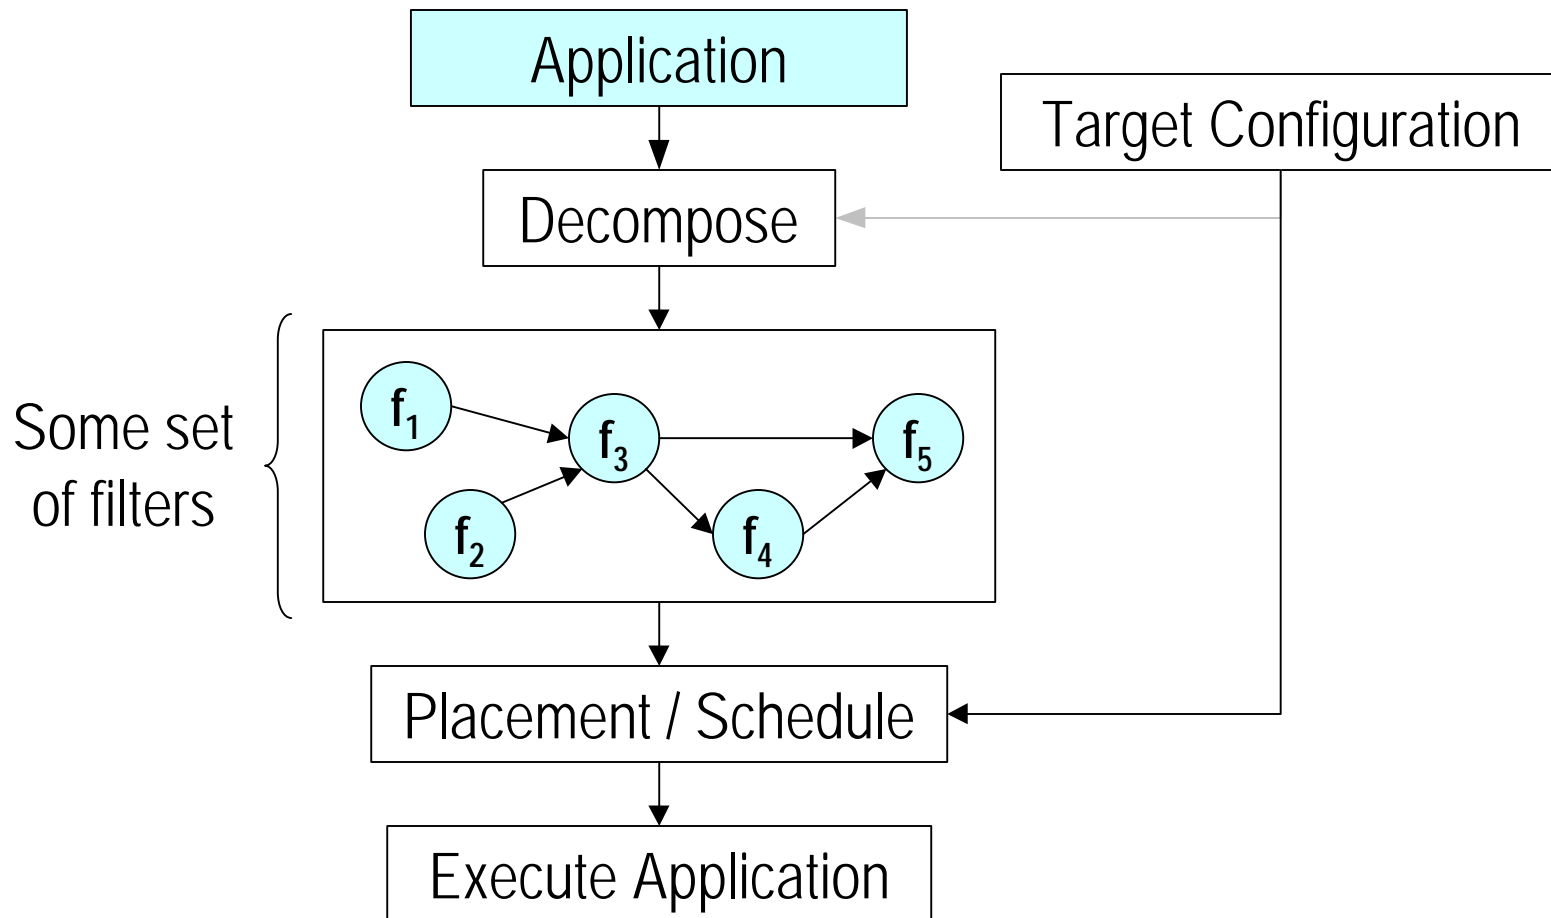 Application
Target Configuration
Decompose
Some set
of filters
f₁
f₂
f₃
f₄
f₅
Placement / Schedule
Execute Application